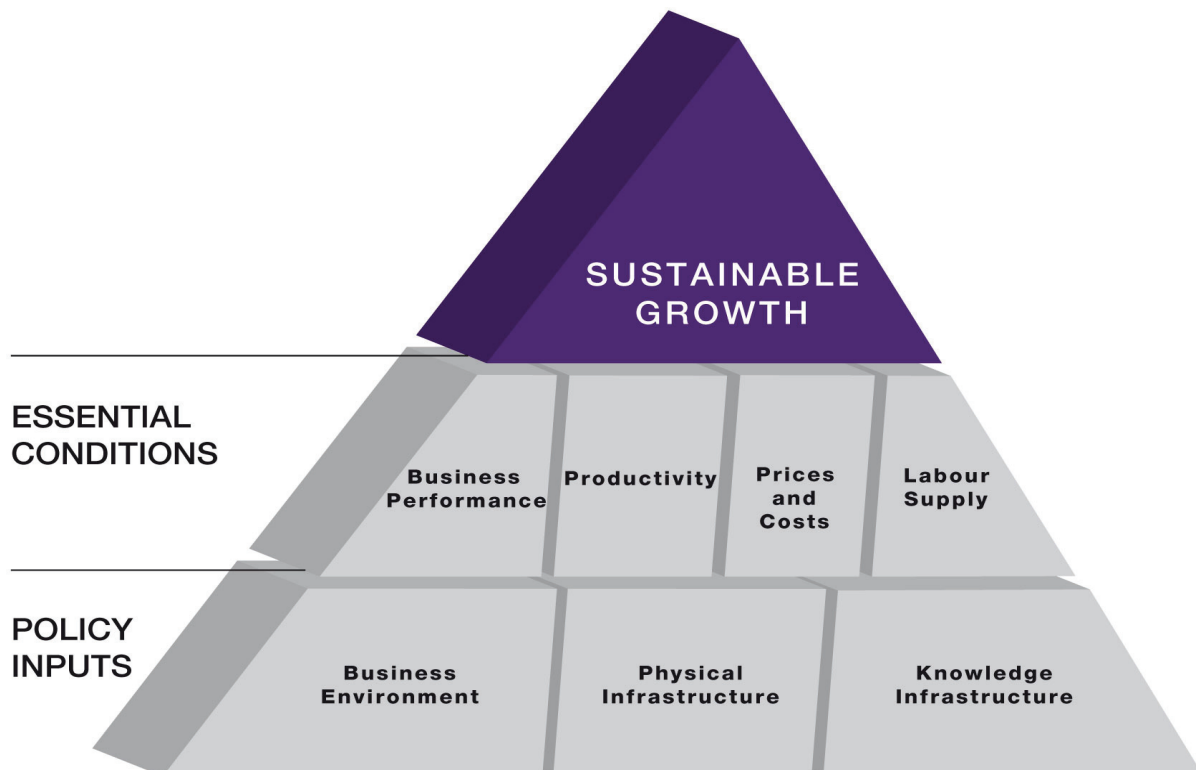 SUSTAINABLE
GROWTH
ESSENTIAL
CONDITIONS
Business
Performance
Productivity
Prices
and
Costs
Labour
Supply
POLICY
INPUTS
Business
Environment
Physical
Infrastructure
Knowledge
Infrastructure